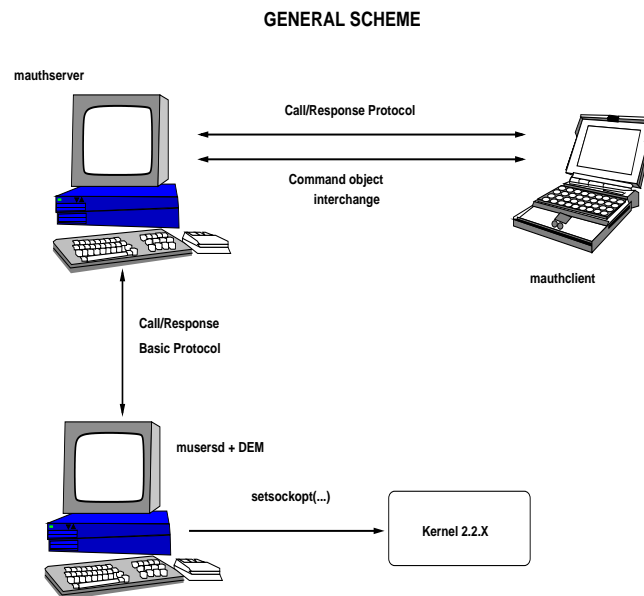 GENERAL SCHEME
mauthserver
Call/Response Protocol
Command object
interchange
mauthclient
Call/Response
Basic Protocol
musersd + DEM
setsockopt(...)
Kernel 2.2.X